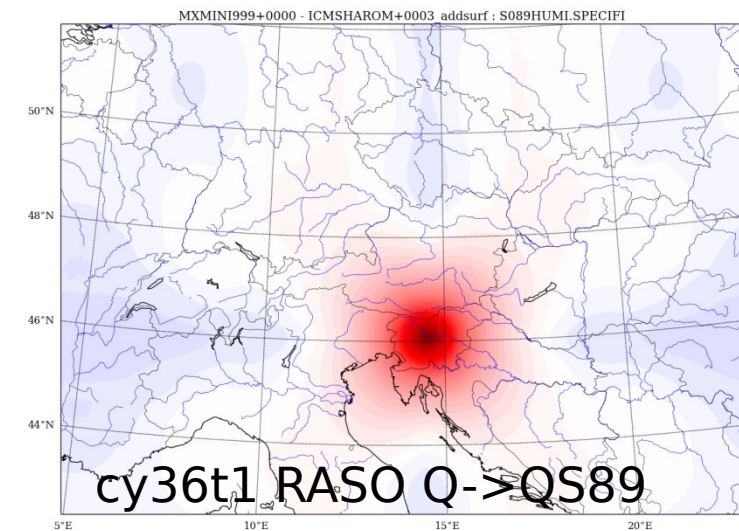 MXMINI999+0000 - ICMSHAROM+0003_addsurf : S089HUMI.SPECIFI
50°N
48°N
46°N
44°N
cy36t1 RASO Q->QS89
5°E 10°E 15°E 20°E